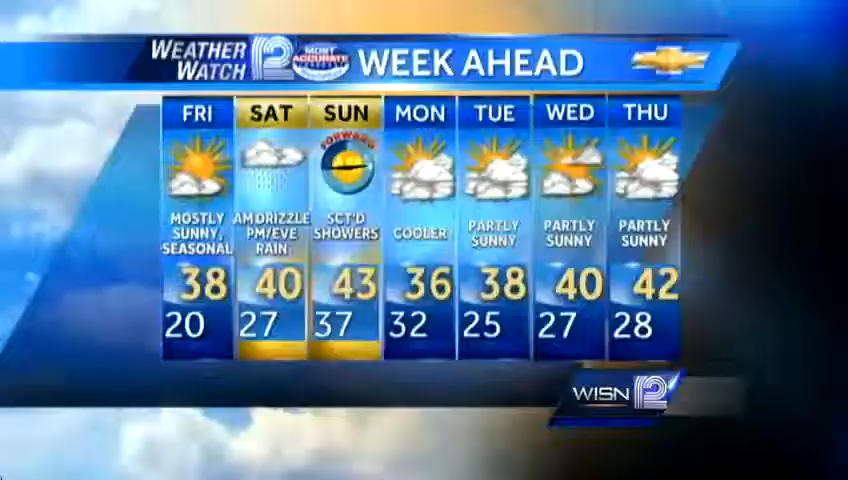 WEATHER WATCH 12 MOST ACCURATE WEEK AHEAD
FRI SAT SUN MON TUE WED THU
FORWARD
MOSTLY SUNNY, SEASONAL
AM DRIZZLE PM/EVE RAIN
SCT'D SHOWERS
COOLER
PARTLY SUNNY
PARTLY SUNNY
PARTLY SUNNY
38 40 43 36 38 40 42
20 27 37 32 25 27 28
WISN 12